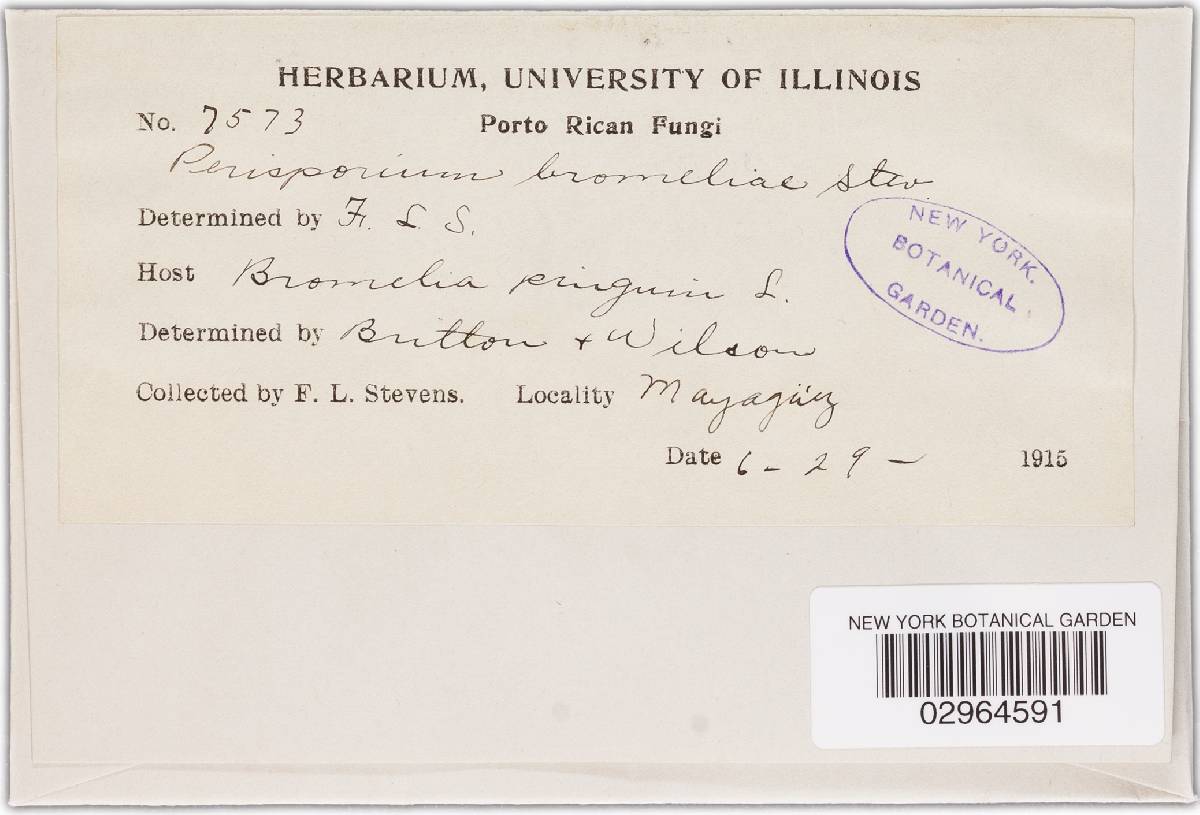 HERBARIUM, UNIVERSITY OF ILLINOIS
No. 7573 Porto Rican Fungi
Perisporium bromeliae Stev.
Determined by F. L. S.
Host Bromelia pinguin L.
Determined by Britton + Wilson
Collected by F. L. Stevens. Locality Mayagüez
Date 6-29- 1915
NEW YORK
BOTANICAL
GARDEN.
NEW YORK BOTANICAL GARDEN
02964591